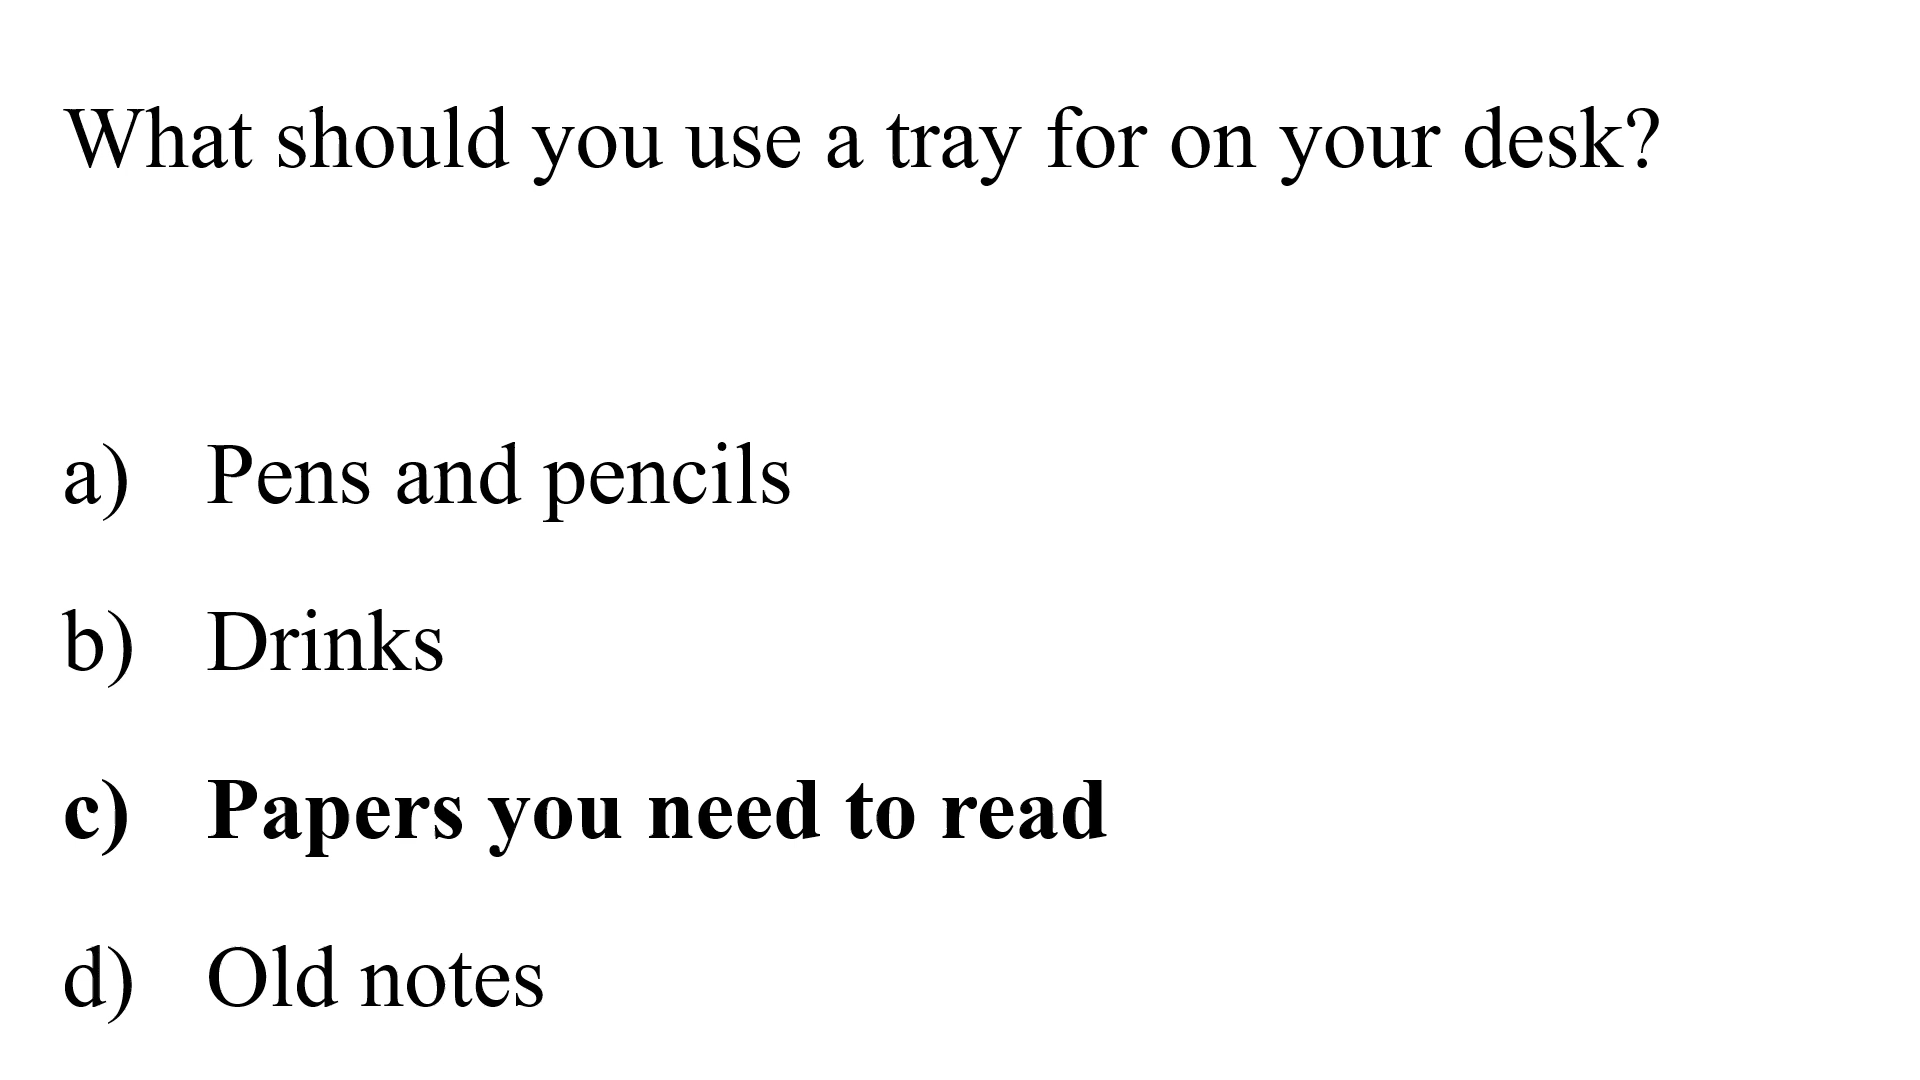 What should you use a tray for on your desk?
a) Pens and pencils
b) Drinks
c) Papers you need to read
d) Old notes